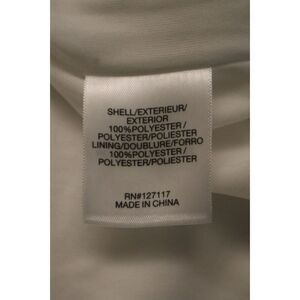 SHELL/EXTERIEUR/
EXTERIOR
100%POLYESTER/
POLYESTER/POLIESTER
LINING/DOUBLURE/FORRO
100%POLYESTER/
POLYESTER/POLIESTER
RN#127117
MADE IN CHINA